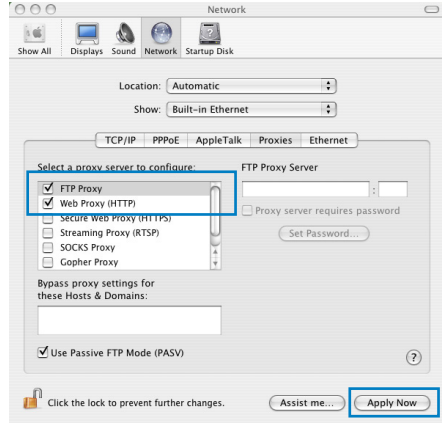 Network
Show All Displays Sound Network Startup Disk
Location: Automatic
Show: Built-in Ethernet
TCP/IP PPPoE AppleTalk Proxies Ethernet
Select a proxy server to configure: FTP Proxy Server
FTP Proxy
Web Proxy (HTTP) :
Secure Web Proxy (HTTPS) Proxy server requires password
Streaming Proxy (RTSP) Set Password...
SOCKS Proxy
Gopher Proxy
Bypass proxy settings for
these Hosts & Domains:
Use Passive FTP Mode (PASV) ?
Click the lock to prevent further changes. Assist me... Apply Now